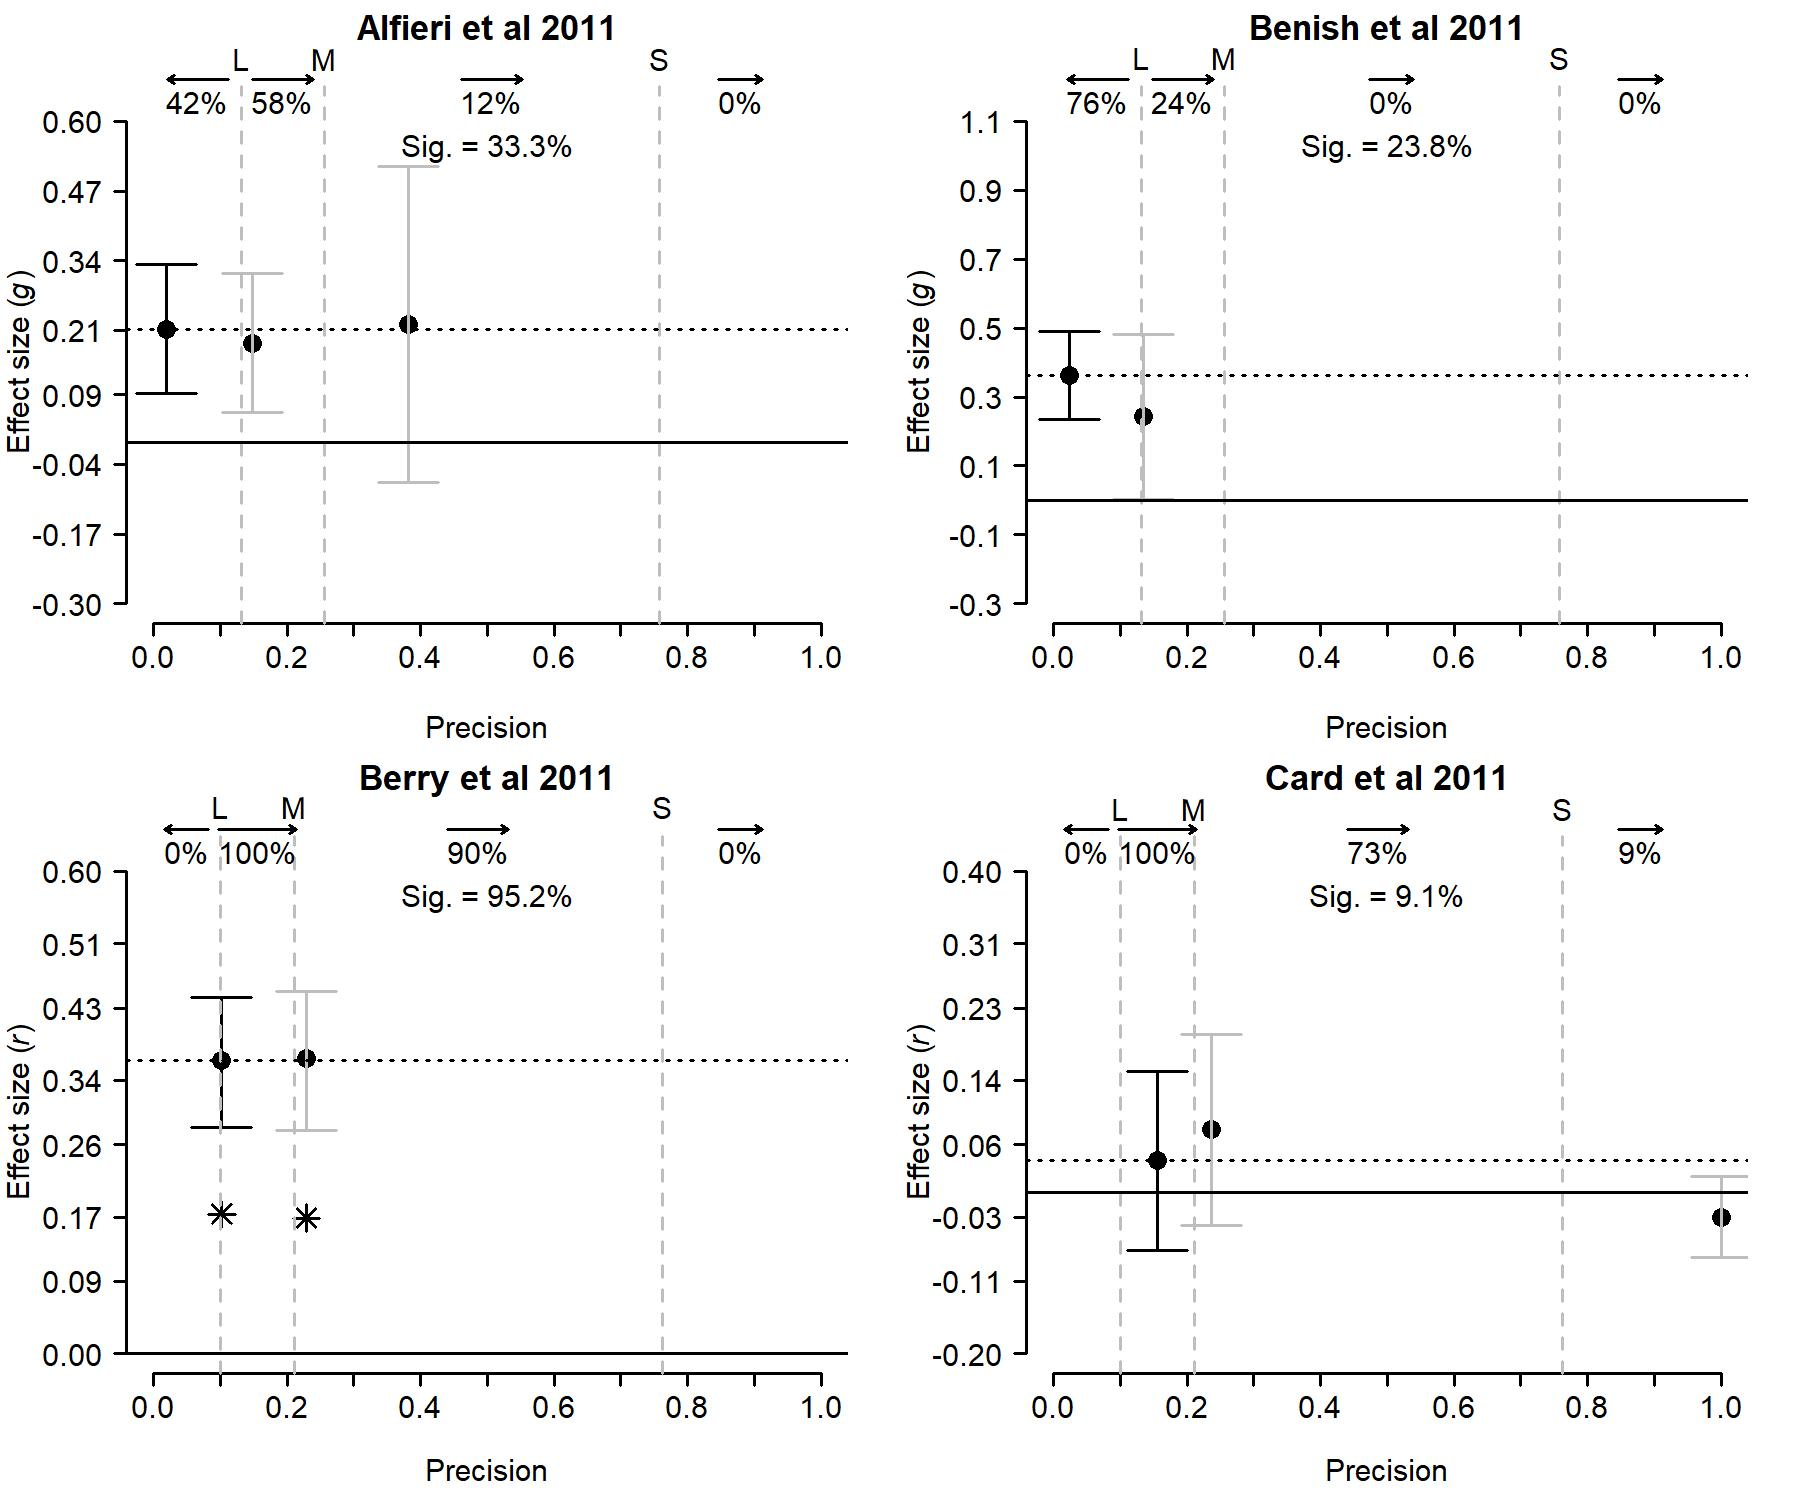 Alfieri et al 2011
L M S
42% 58% 12% 0%
Sig. = 33.3%
0.60
0.47
0.34
0.21
0.09
-0.04
-0.17
-0.30
Effect size (g)
0.0 0.2 0.4 0.6 0.8 1.0
Precision
Benish et al 2011
L M S
76% 24% 0% 0%
Sig. = 23.8%
1.1
0.9
0.7
0.5
0.3
0.1
-0.1
-0.3
Effect size (g)
0.0 0.2 0.4 0.6 0.8 1.0
Precision
Berry et al 2011
L M S
0% 100% 90% 0%
Sig. = 95.2%
0.60
0.51
0.43
0.34
0.26
0.17
0.09
0.00
Effect size (r)
0.0 0.2 0.4 0.6 0.8 1.0
Precision
Card et al 2011
L M S
0% 100% 73% 9%
Sig. = 9.1%
0.40
0.31
0.23
0.14
0.06
-0.03
-0.11
-0.20
Effect size (r)
0.0 0.2 0.4 0.6 0.8 1.0
Precision